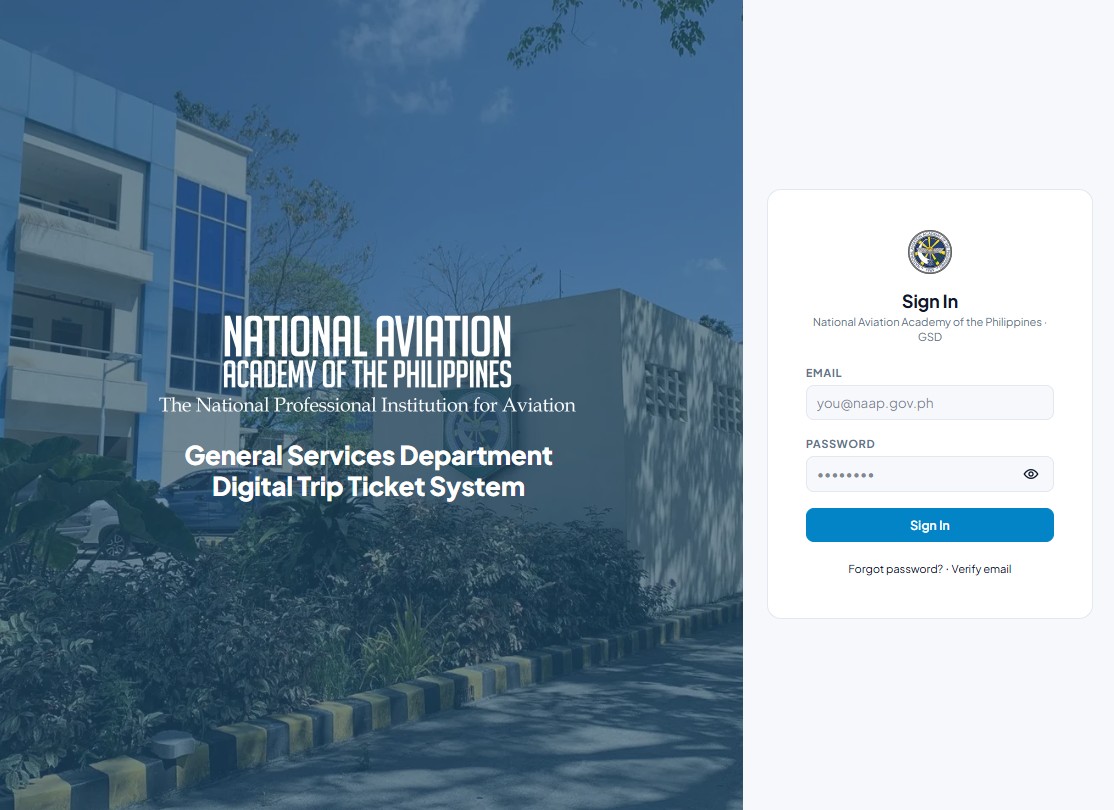 NATIONAL AVIATION
ACADEMY OF THE PHILIPPINES
The National Professional Institution for Aviation
General Services Department
Digital Trip Ticket System
Sign In
National Aviation Academy of the Philippines ·
GSD
EMAIL
you@naap.gov.ph
PASSWORD
Sign In
Forgot password? · Verify email